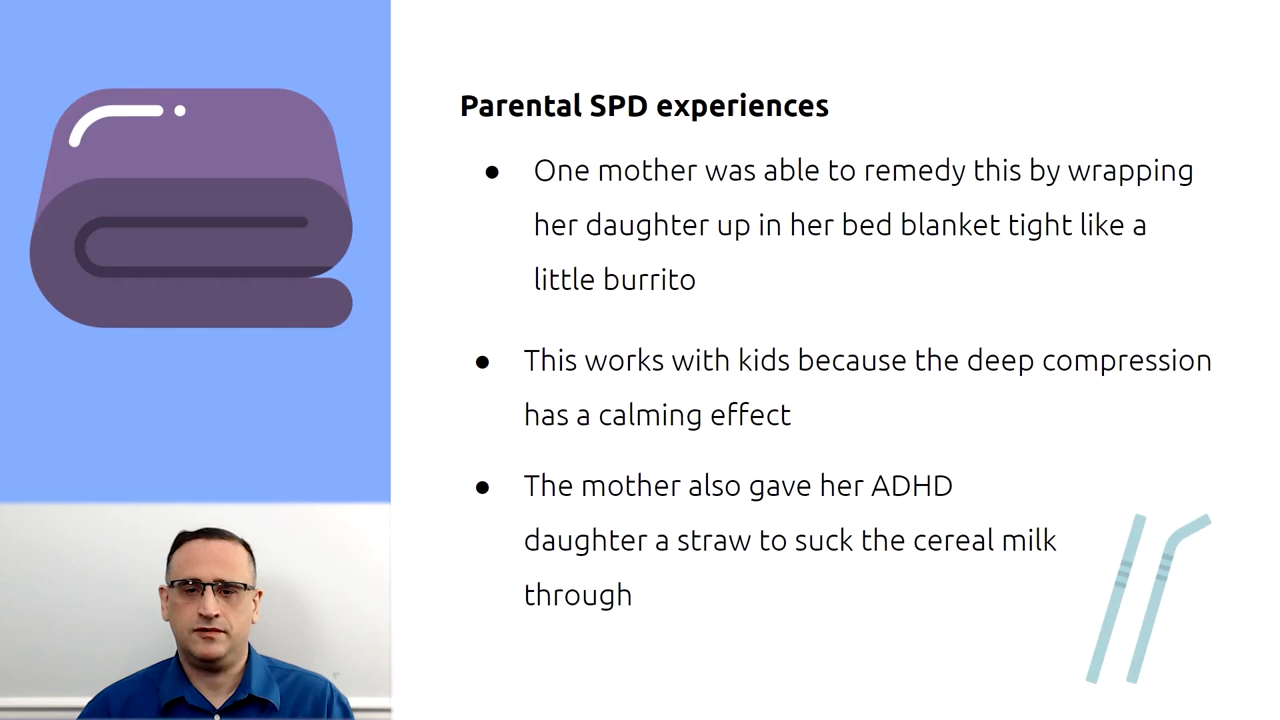 Parental SPD experiences
● One mother was able to remedy this by wrapping
her daughter up in her bed blanket tight like a
little burrito
● This works with kids because the deep compression
has a calming effect
● The mother also gave her ADHD
daughter a straw to suck the cereal milk
through